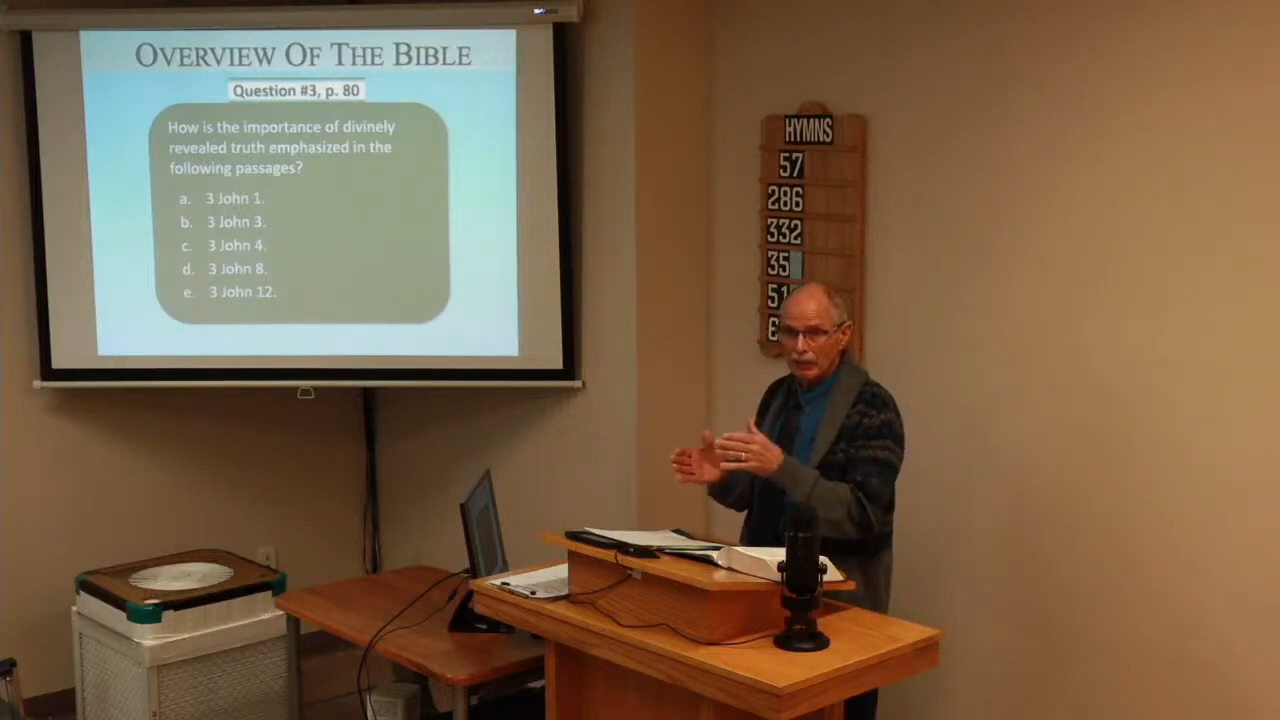 OVERVIEW OF THE BIBLE
Question #3, p. 80
How is the importance of divinely
revealed truth emphasized in the
following passages?
a. 3 John 1.
b. 3 John 3.
c. 3 John 4.
d. 3 John 8.
e. 3 John 12.
HYMNS
57
286
332
35